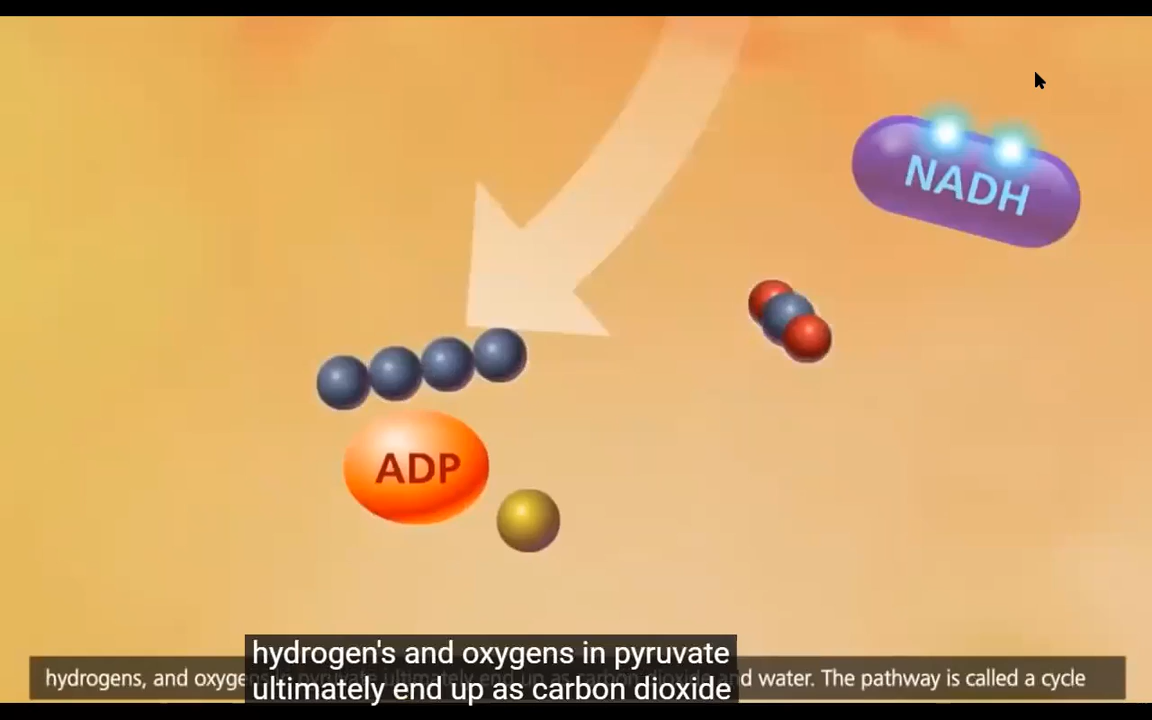 NADH
ADP
hydrogen's and oxygens in pyruvate
ultimately end up as carbon dioxide
hydrogens, and oxygens in pyruvate ultimately end up as carbon dioxide and water. The pathway is called a cycle